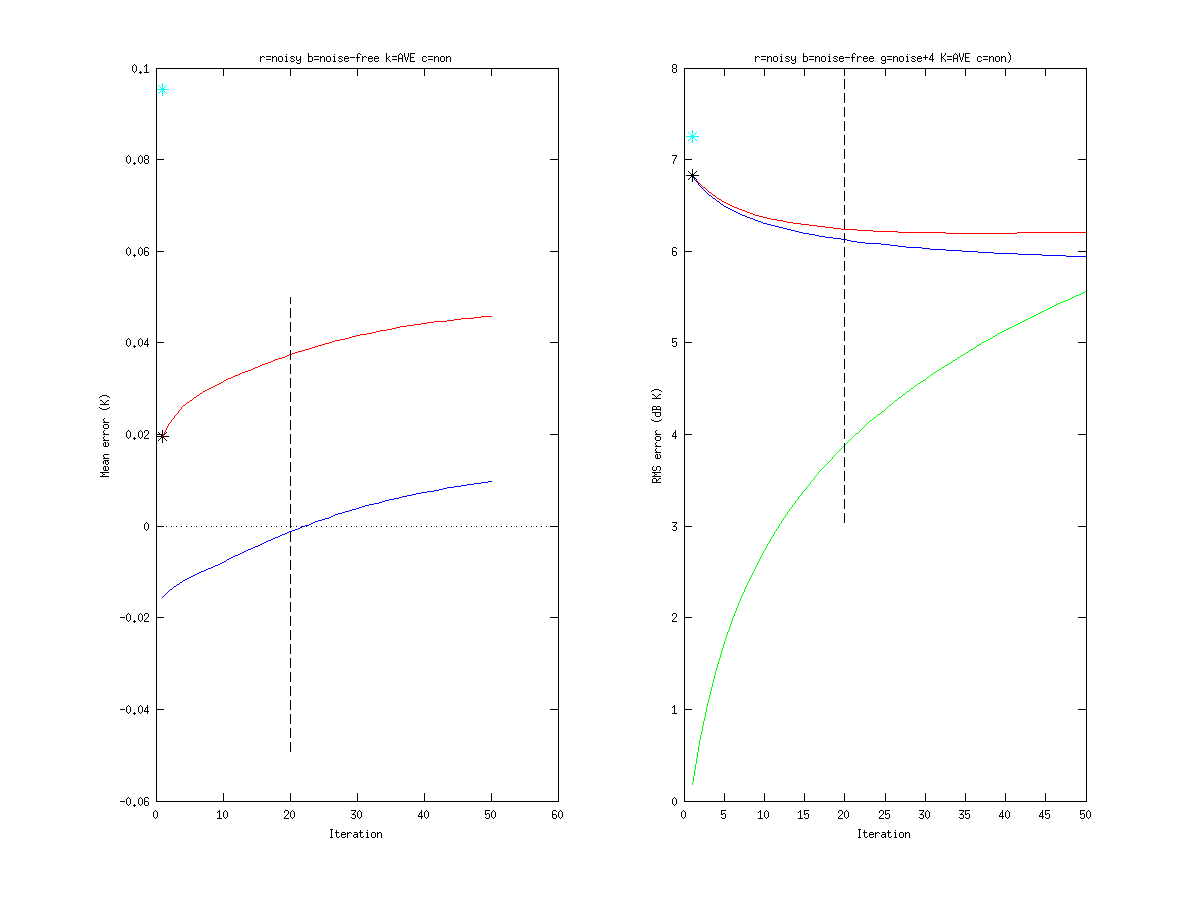 r=noisy b=noise-free k=AVE c=non
0.1
0.08
0.06
0.04
0.02
0
-0.02
-0.04
-0.06
Mean error (K)
0 10 20 30 40 50 60
Iteration
r=noisy b=noise-free g=noise+4 K=AVE c=non)
8
7
6
5
4
3
2
1
0
RMS error (dB K)
0 5 10 15 20 25 30 35 40 45 50
Iteration